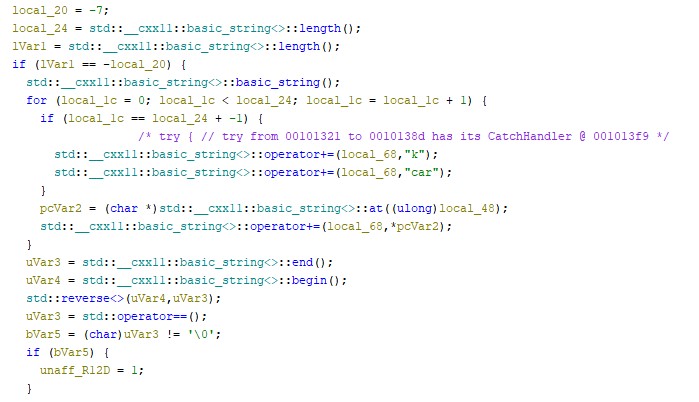 local_20 = -7;
local_24 = std::__cxx11::basic_string<>::length();
lVar1 = std::__cxx11::basic_string<>::length();
if (lVar1 == -local_20) {
std::__cxx11::basic_string<>::basic_string();
for (local_1c = 0; local_1c < local_24; local_1c = local_1c + 1) {
if (local_1c == local_24 + -1) {
/* try { // try from 00101321 to 0010138d has its CatchHandler @ 001013f9 */
std::__cxx11::basic_string<>::operator+=(local_68,"k");
std::__cxx11::basic_string<>::operator+=(local_68,"car");
}
pcVar2 = (char *)std::__cxx11::basic_string<>::at((ulong)local_48);
std::__cxx11::basic_string<>::operator+=(local_68,*pcVar2);
}
uVar3 = std::__cxx11::basic_string<>::end();
uVar4 = std::__cxx11::basic_string<>::begin();
std::reverse<>(uVar4,uVar3);
uVar3 = std::operator==();
bVar5 = (char)uVar3 != '\0';
if (bVar5) {
unaff_R12D = 1;
}